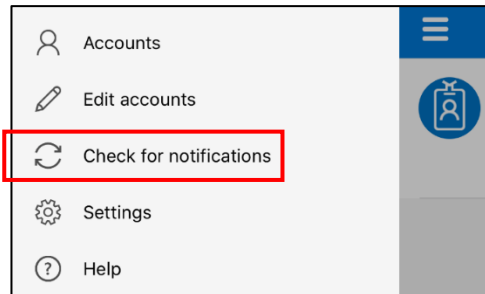 Accounts
Edit accounts
Check for notifications
Settings
Help